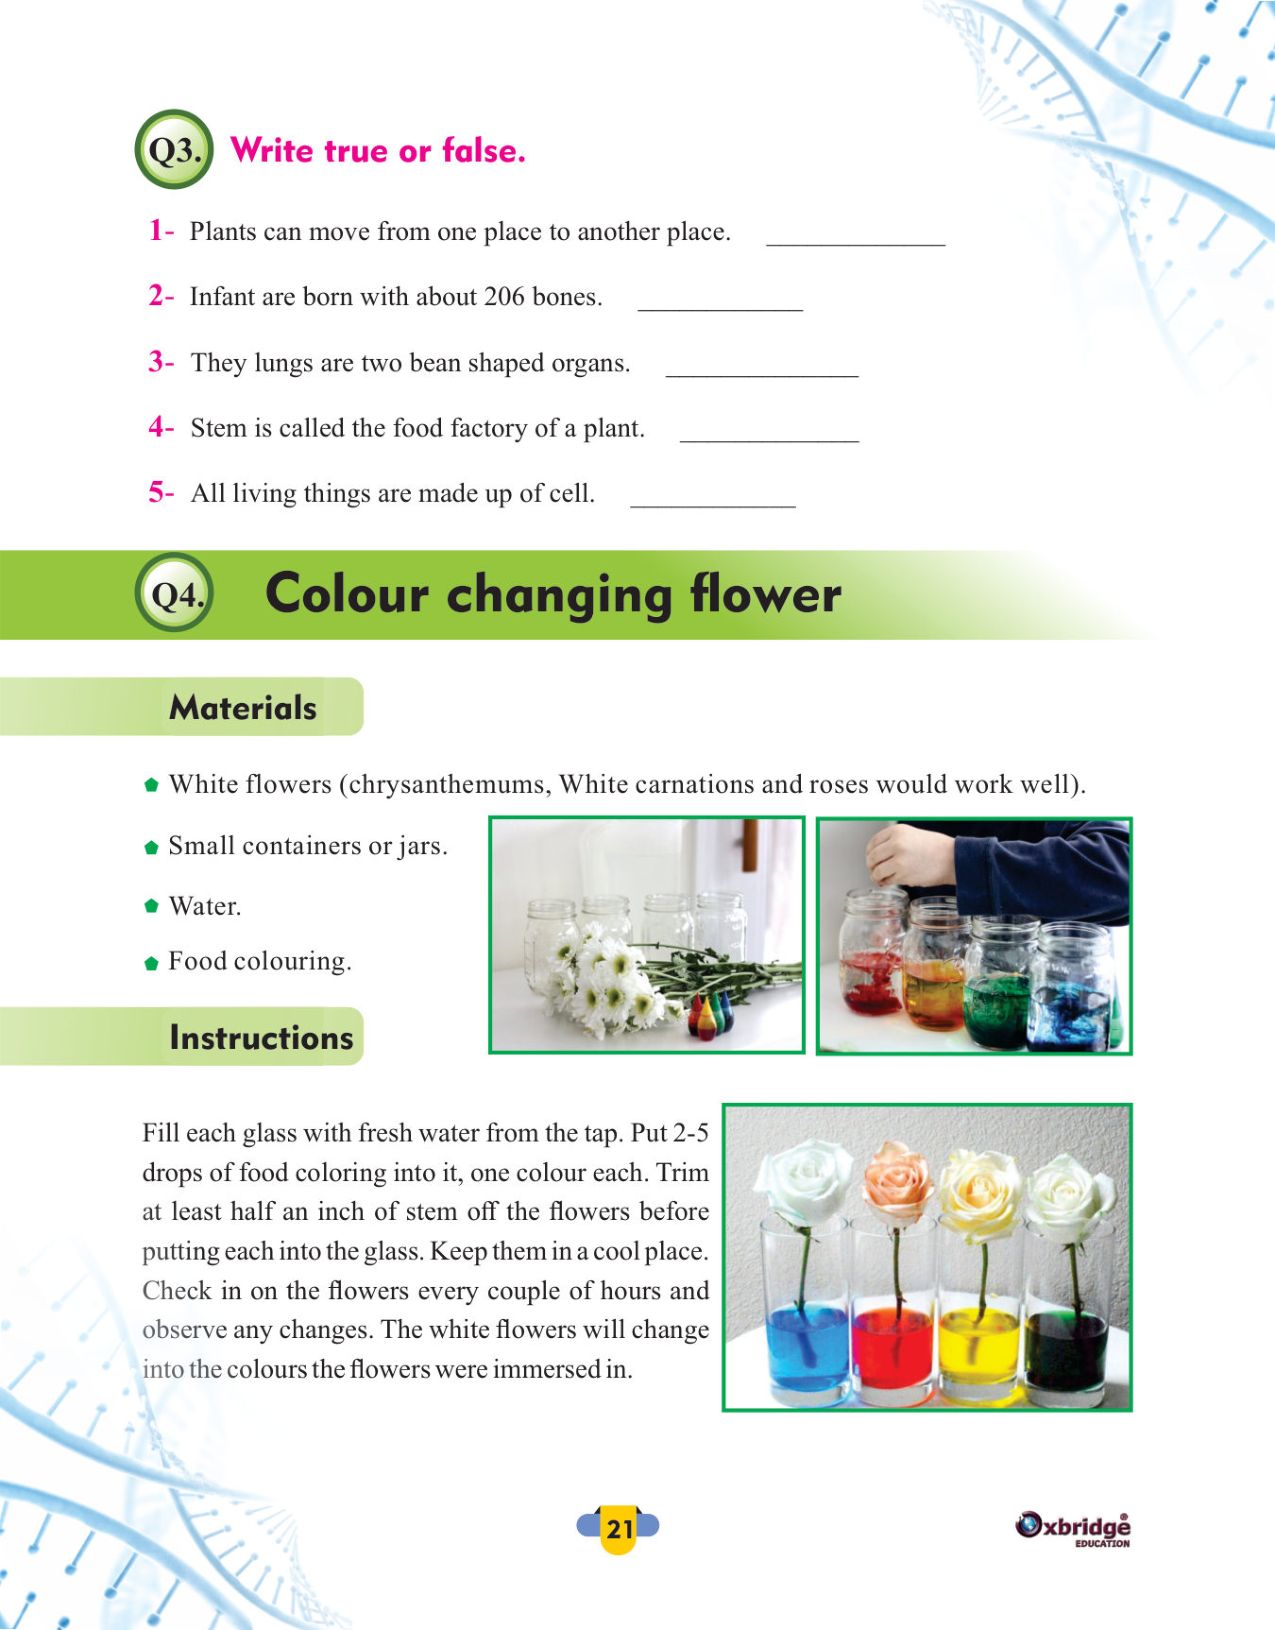 Q3. Write true or false.
1- Plants can move from one place to another place. _____________
2- Infant are born with about 206 bones. ____________
3- They lungs are two bean shaped organs. ______________
4- Stem is called the food factory of a plant. _____________
5- All living things are made up of cell. ____________
Q4. Colour changing flower
Materials
White flowers (chrysanthemums, White carnations and roses would work well).
Small containers or jars.
Water.
Food colouring.
Instructions
Fill each glass with fresh water from the tap. Put 2-5
drops of food coloring into it, one colour each. Trim
at least half an inch of stem off the flowers before
putting each into the glass. Keep them in a cool place.
Check in on the flowers every couple of hours and
observe any changes. The white flowers will change
into the colours the flowers were immersed in.
21
Oxbridge®
EDUCATION